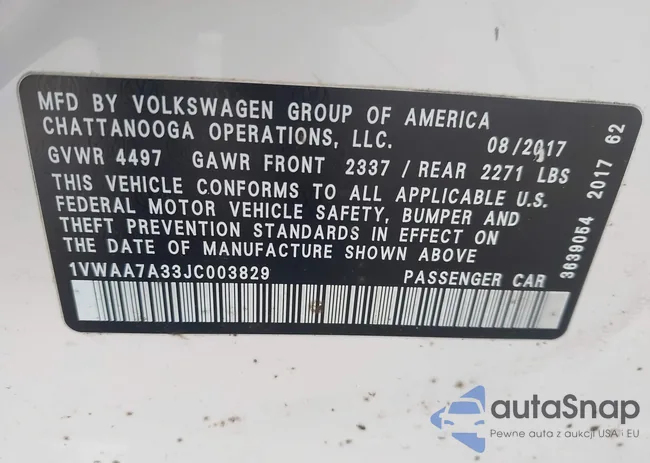 MFD BY VOLKSWAGEN GROUP OF AMERICA
CHATTANOOGA OPERATIONS, LLC. 08/2017
GVWR 4497 GAWR FRONT 2337 / REAR 2271 LBS
THIS VEHICLE CONFORMS TO ALL APPLICABLE U.S.
FEDERAL MOTOR VEHICLE SAFETY, BUMPER AND
THEFT PREVENTION STANDARDS IN EFFECT ON
THE DATE OF MANUFACTURE SHOWN ABOVE
1VWAA7A33JC003829 PASSENGER CAR
3639054 2017 62
autaSnap
Pewne auta z aukcji USA i EU